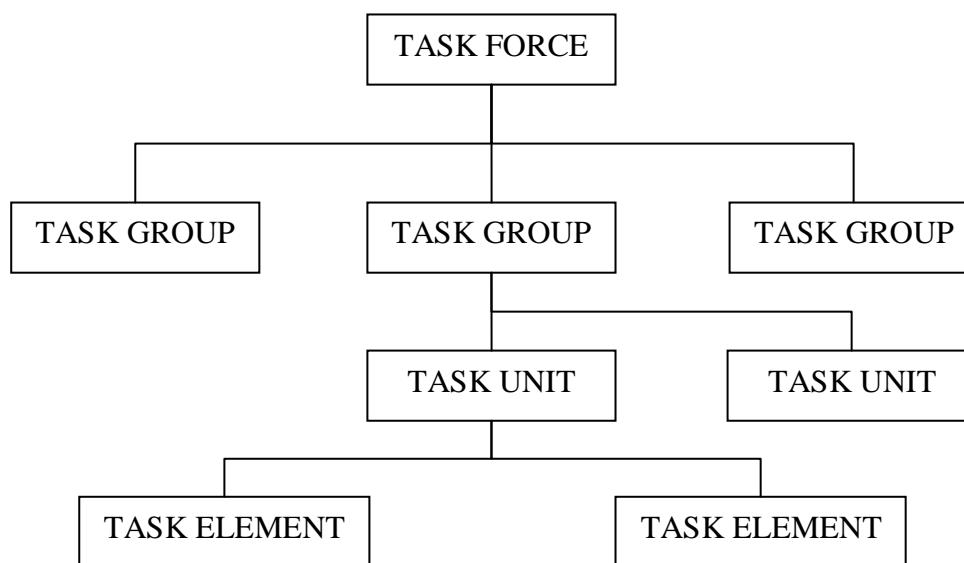 TASK FORCE
TASK GROUP
TASK GROUP
TASK GROUP
TASK UNIT
TASK UNIT
TASK ELEMENT
TASK ELEMENT